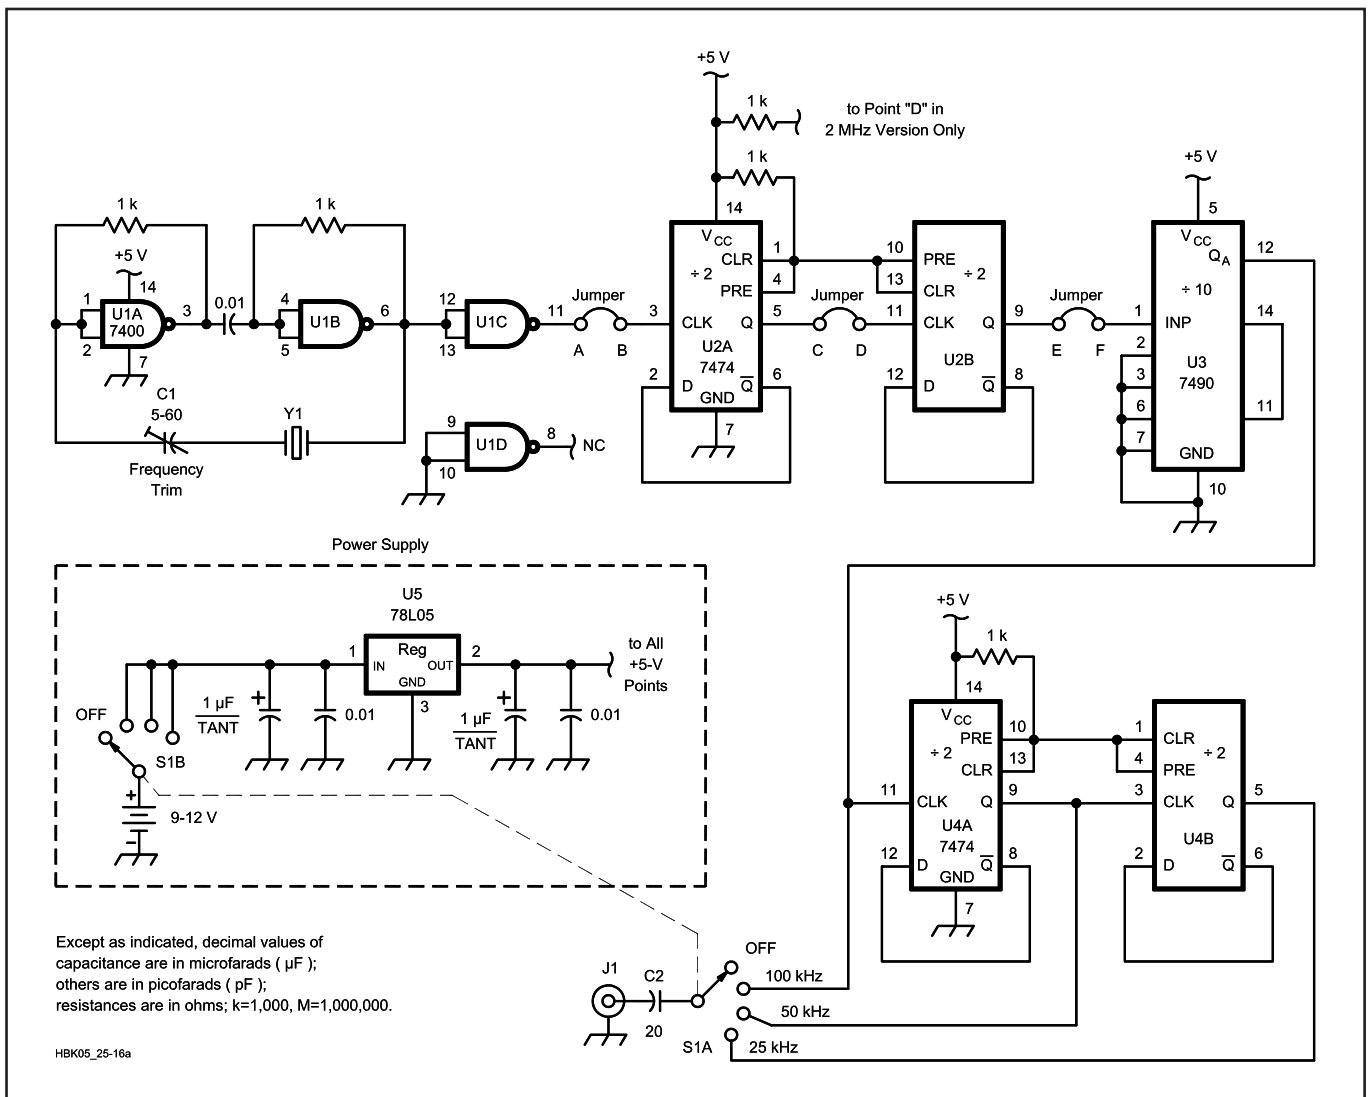 +5 V
1 k
to Point "D" in
2 MHz Version Only
1 k
+5 V
14
5
1 k
1 k
V CC
CLR
1
÷ 2
PRE
4
10
PRE
÷ 2
13
CLR
V CC
Q A
12
÷ 10
+5 V
14
1
U1A
7400
3
2
7
0.01
4
U1B
6
5
12
U1C
11
13
Jumper
A
B
3
CLK
Q
5
U2A
7474
2
D
Q
6
GND
7
Jumper
C
D
11
CLK
Q
9
U2B
12
D
Q
8
Jumper
E
F
1
INP
14
2
U3
7490
3
6
11
7
GND
10
C1
5-60
Frequency
Trim
Y1
9
U1D
8
NC
10
Power Supply
U5
78L05
1
Reg
IN
OUT
GND
2
3
to All
+5-V
Points
OFF
S1B
1 µF
TANT
+
0.01
1 µF
TANT
+
0.01
+
9-12 V
−
+5 V
1 k
14
V CC
PRE
10
÷ 2
CLR
13
11
CLK
Q
9
U4A
7474
12
D
Q
8
GND
7
1
CLR
÷ 2
4
PRE
3
CLK
Q
5
U4B
2
D
Q
6
Except as indicated, decimal values of
capacitance are in microfarads ( µF );
others are in picofarads ( pF );
resistances are in ohms; k=1,000, M=1,000,000.
HBK05_25-16a
J1
C2
20
OFF
100 kHz
50 kHz
S1A
25 kHz